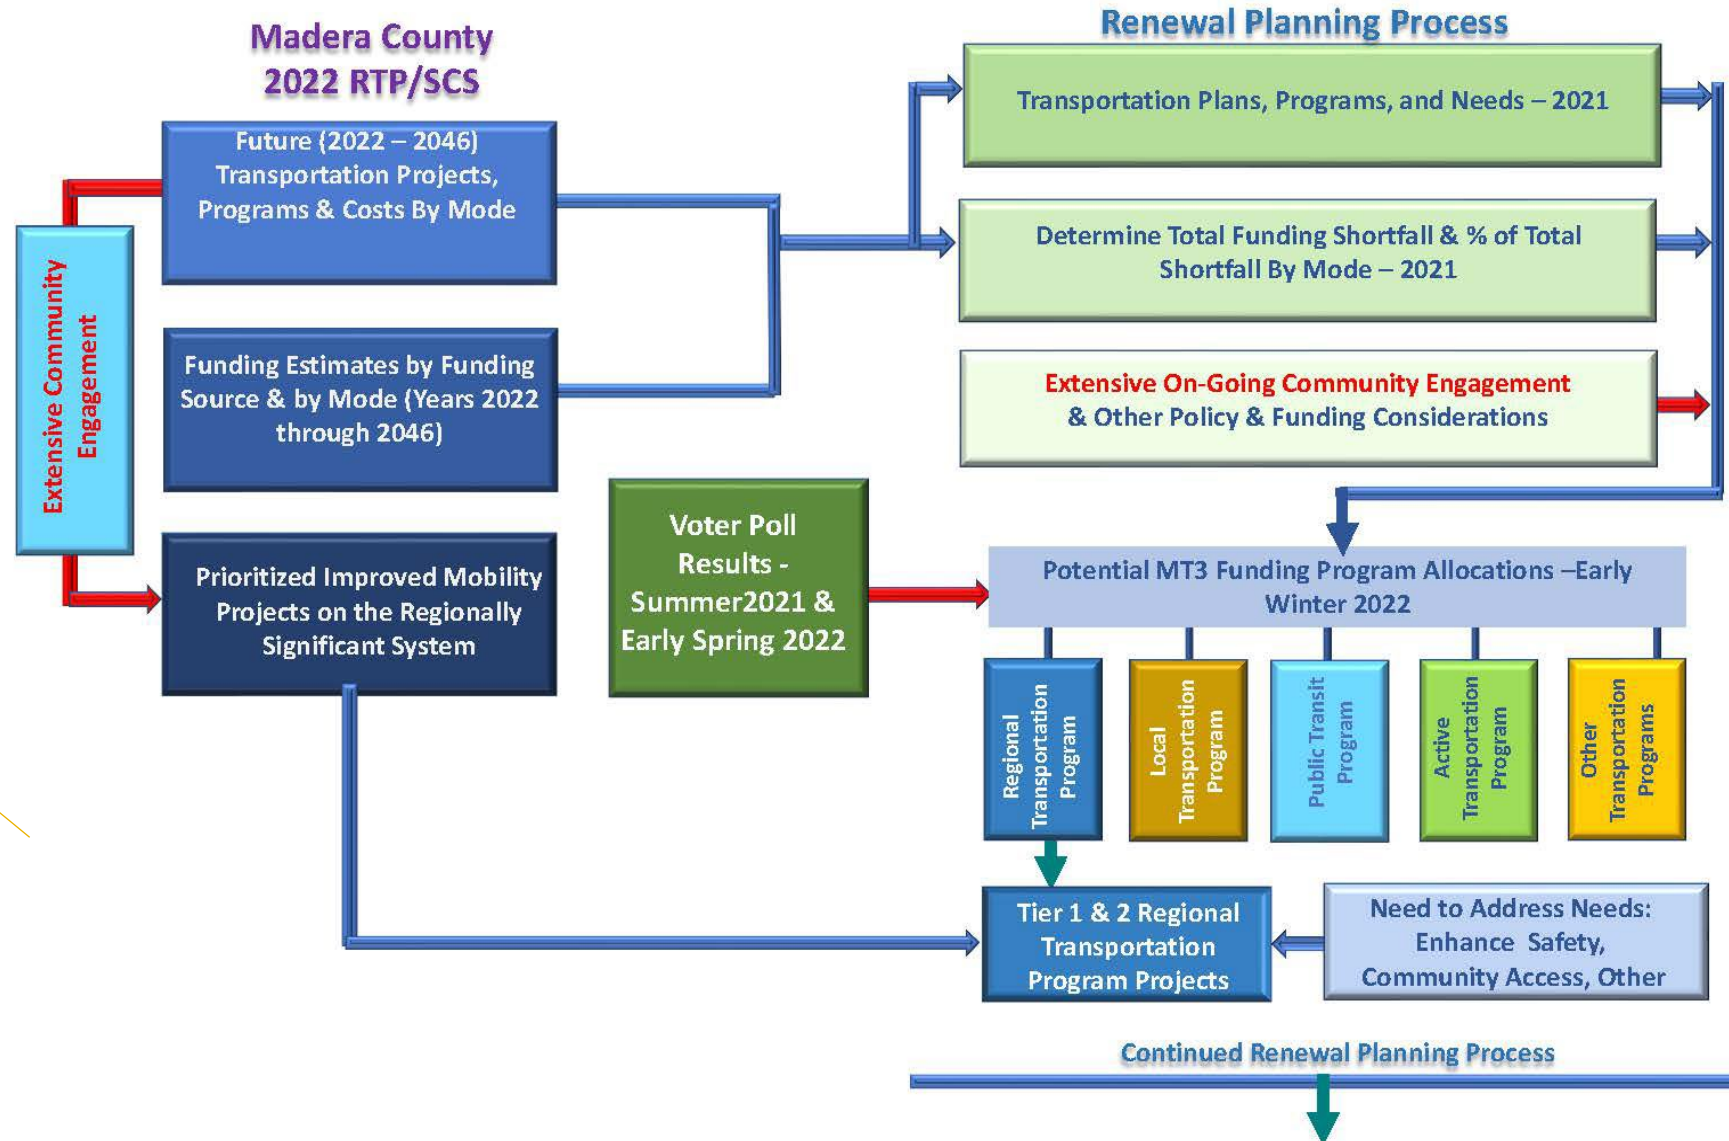 Madera County
2022 RTP/SCS
Future (2022 – 2046)
Transportation Projects,
Programs & Costs By Mode
Extensive Community
Engagement
Funding Estimates by Funding
Source & by Mode (Years 2022
through 2046)
Prioritized Improved Mobility
Projects on the Regionally
Significant System
Renewal Planning Process
Transportation Plans, Programs, and Needs – 2021
Determine Total Funding Shortfall & % of Total
Shortfall By Mode – 2021
Extensive On-Going Community Engagement
& Other Policy & Funding Considerations
Voter Poll
Results -
Summer2021 &
Early Spring 2022
Potential MT3 Funding Program Allocations –Early
Winter 2022
Regional
Transportation
Program
Local
Transportation
Program
Public Transit
Program
Active
Transportation
Program
Other
Transportation
Programs
Tier 1 & 2 Regional
Transportation
Program Projects
Need to Address Needs:
Enhance  Safety,
Community Access, Other
Continued Renewal Planning Process